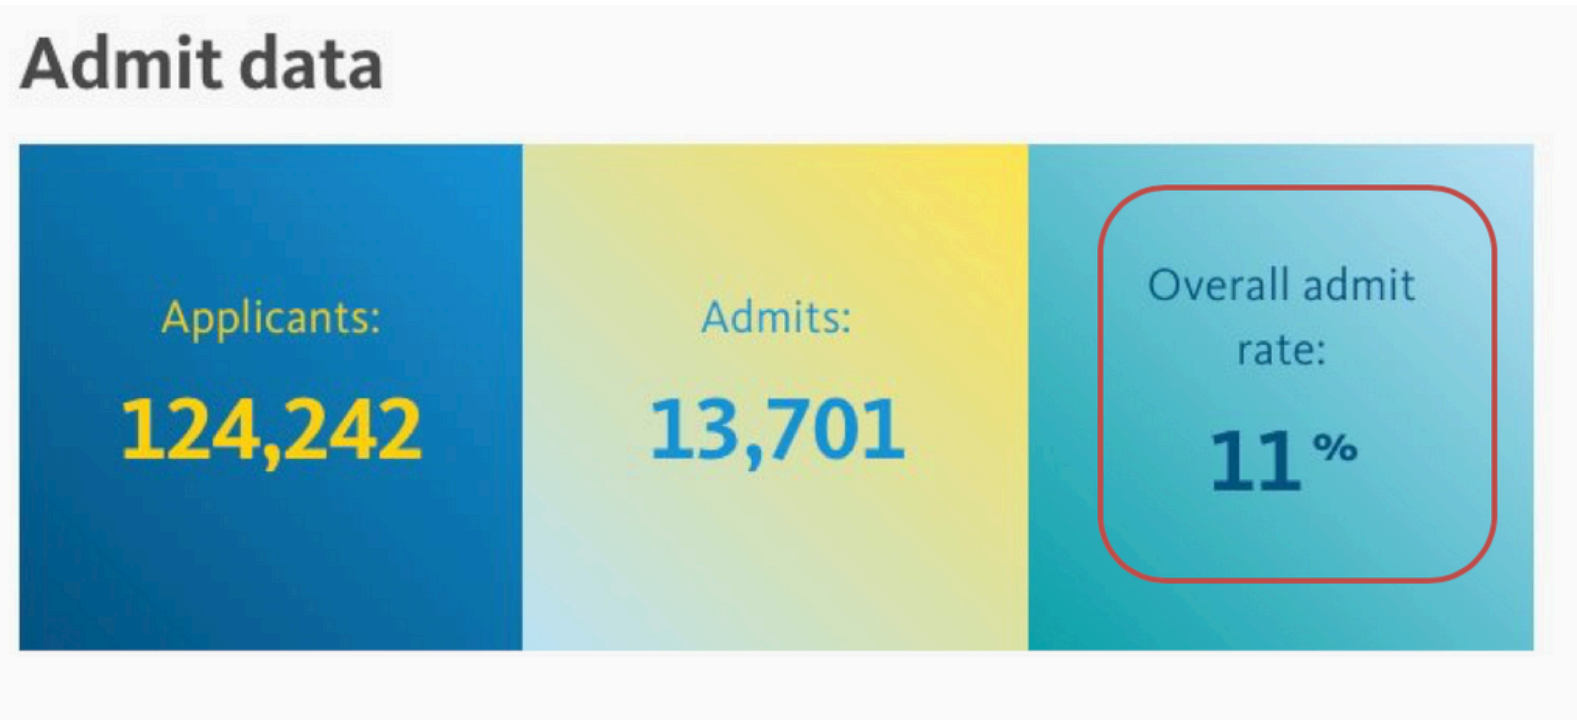 Admit data
Applicants:
124,242
Admits:
13,701
Overall admit
rate:
11%